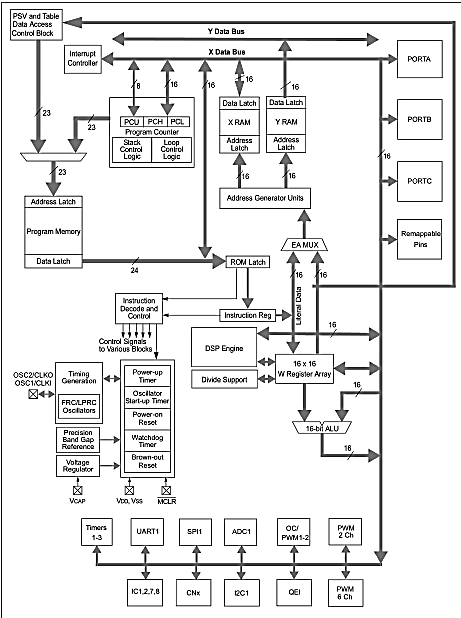 PSV and Table
Data Access
Control Block
Y Data Bus
X Data Bus
Interrupt
Controller
PORTA
8
16
16
16
16
23
23
PCU PCH PCL
Program Counter
Stack
Control
Logic
Loop
Control
Logic
Data Latch
X RAM
Address
Latch
Data Latch
Y RAM
Address
Latch
PORTB
16
23
16
16
PORTC
Address Latch
Program Memory
Data Latch
Address Generator Units
Remappable
Pins
EA MUX
24
ROM Latch
16
16
Literal Data
Instruction
Decode and
Control
Instruction Reg
Control Signals
to Various Blocks
16
DSP Engine
Divide Support
16 x 16
W Register Array
16
OSC2/CLKO
OSC1/CLKI
Timing
Generation
FRC/LPRC
Oscillators
Power-up
Timer
Oscillator
Start-up Timer
Power-on
Reset
Watchdog
Timer
Brown-out
Reset
Precision
Band Gap
Reference
Voltage
Regulator
16-bit ALU
16
VCAP
VDD, VSS
MCLR
Timers
1-3
UART1
SPI1
ADC1
OC/
PWM1-2
PWM
2 Ch
IC1,2,7,8
CNx
I2C1
QEI
PWM
6 Ch